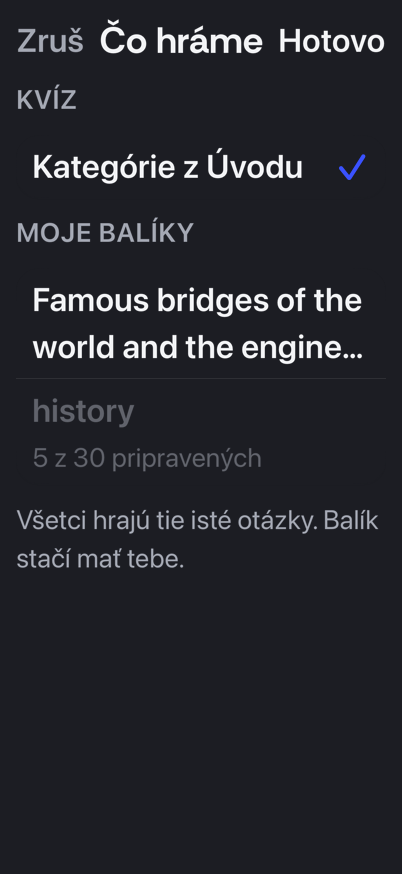 Zruš Čo hráme Hotovo
KVÍZ
Kategórie z Úvodu
MOJE BALÍKY
Famous bridges of the
world and the engine...
history
5 z 30 pripravených
Všetci hrajú tie isté otázky. Balík
stačí mať tebe.